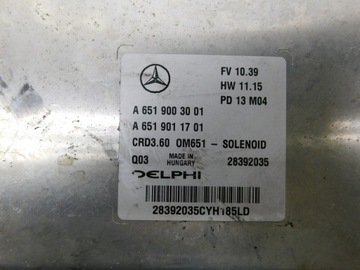 FV 10.39
HW 11.15
PD 13 M04
A 651 900 30 01
A 651 901 17 01
CRD3.60 OM651 - SOLENOID
Q03 MADE IN HUNGARY 28392035
DELPHI
28392035CYH185LD